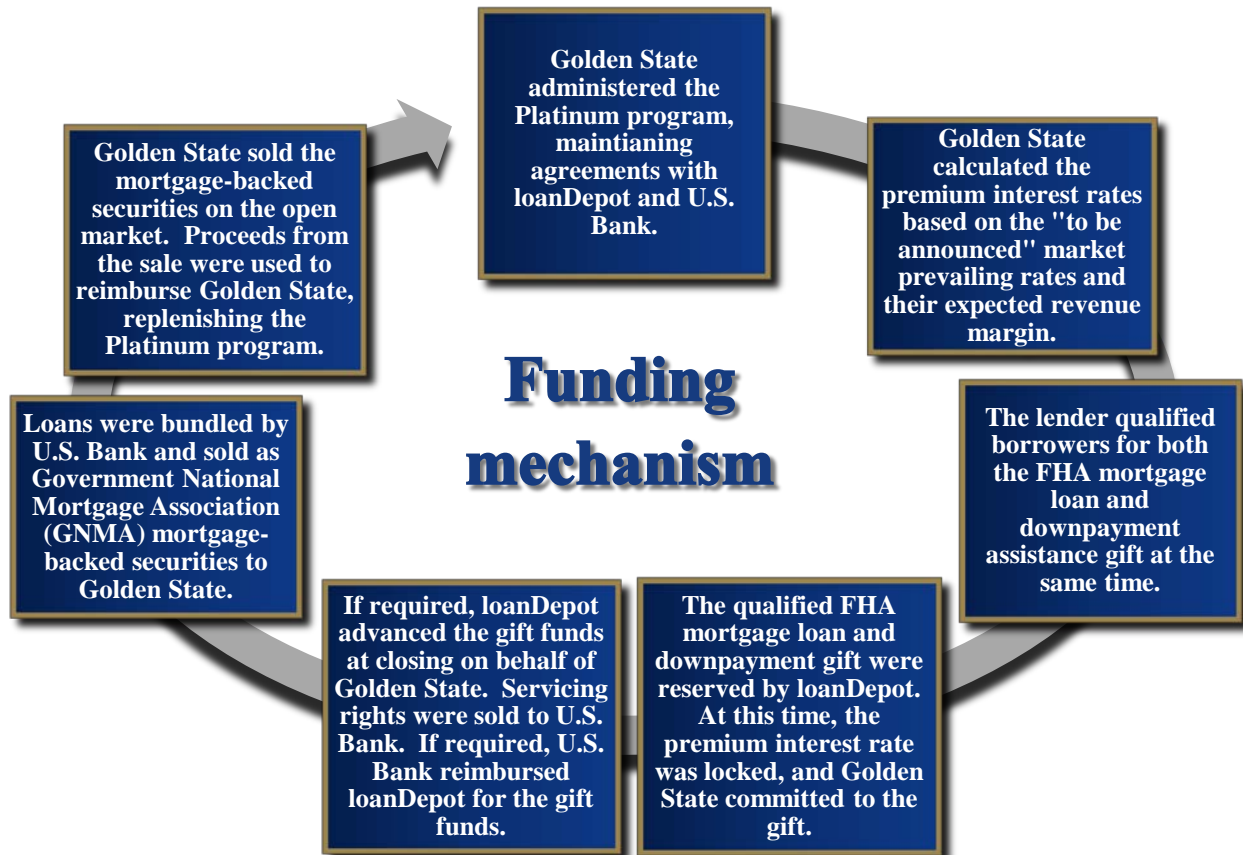 Golden State
administered the
Platinum program,
maintianing
agreements with
loanDepot and U.S.
Bank.
Golden State
calculated the
premium interest rates
based on the "to be
announced" market
prevailing rates and
their expected revenue
margin.
The lender qualified
borrowers for both
the FHA mortgage
loan and
downpayment
assistance gift at the
same time.
The qualified FHA
mortgage loan and
downpayment gift were
reserved by loanDepot.
At this time, the
premium interest rate
was locked, and Golden
State committed to the
gift.
If required, loanDepot
advanced the gift funds
at closing on behalf of
Golden State.  Servicing
rights were sold to U.S.
Bank.  If required, U.S.
Bank reimbursed
loanDepot for the gift
funds.
Loans were bundled by
U.S. Bank and sold as
Government National
Mortgage Association
(GNMA) mortgage-
backed securities to
Golden State.
Golden State sold the
mortgage-backed
securities on the open
market.  Proceeds from
the sale were used to
reimburse Golden State,
replenishing the
Platinum program.
Funding
mechanism